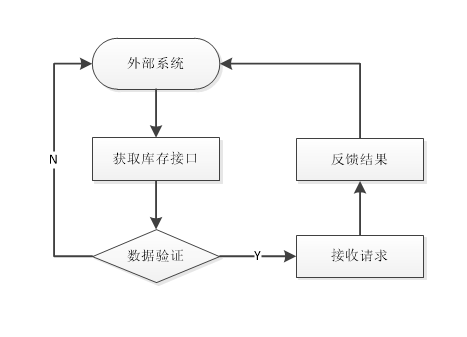 外部系统
获取库存接口
反馈结果
N
数据验证
Y
接收请求